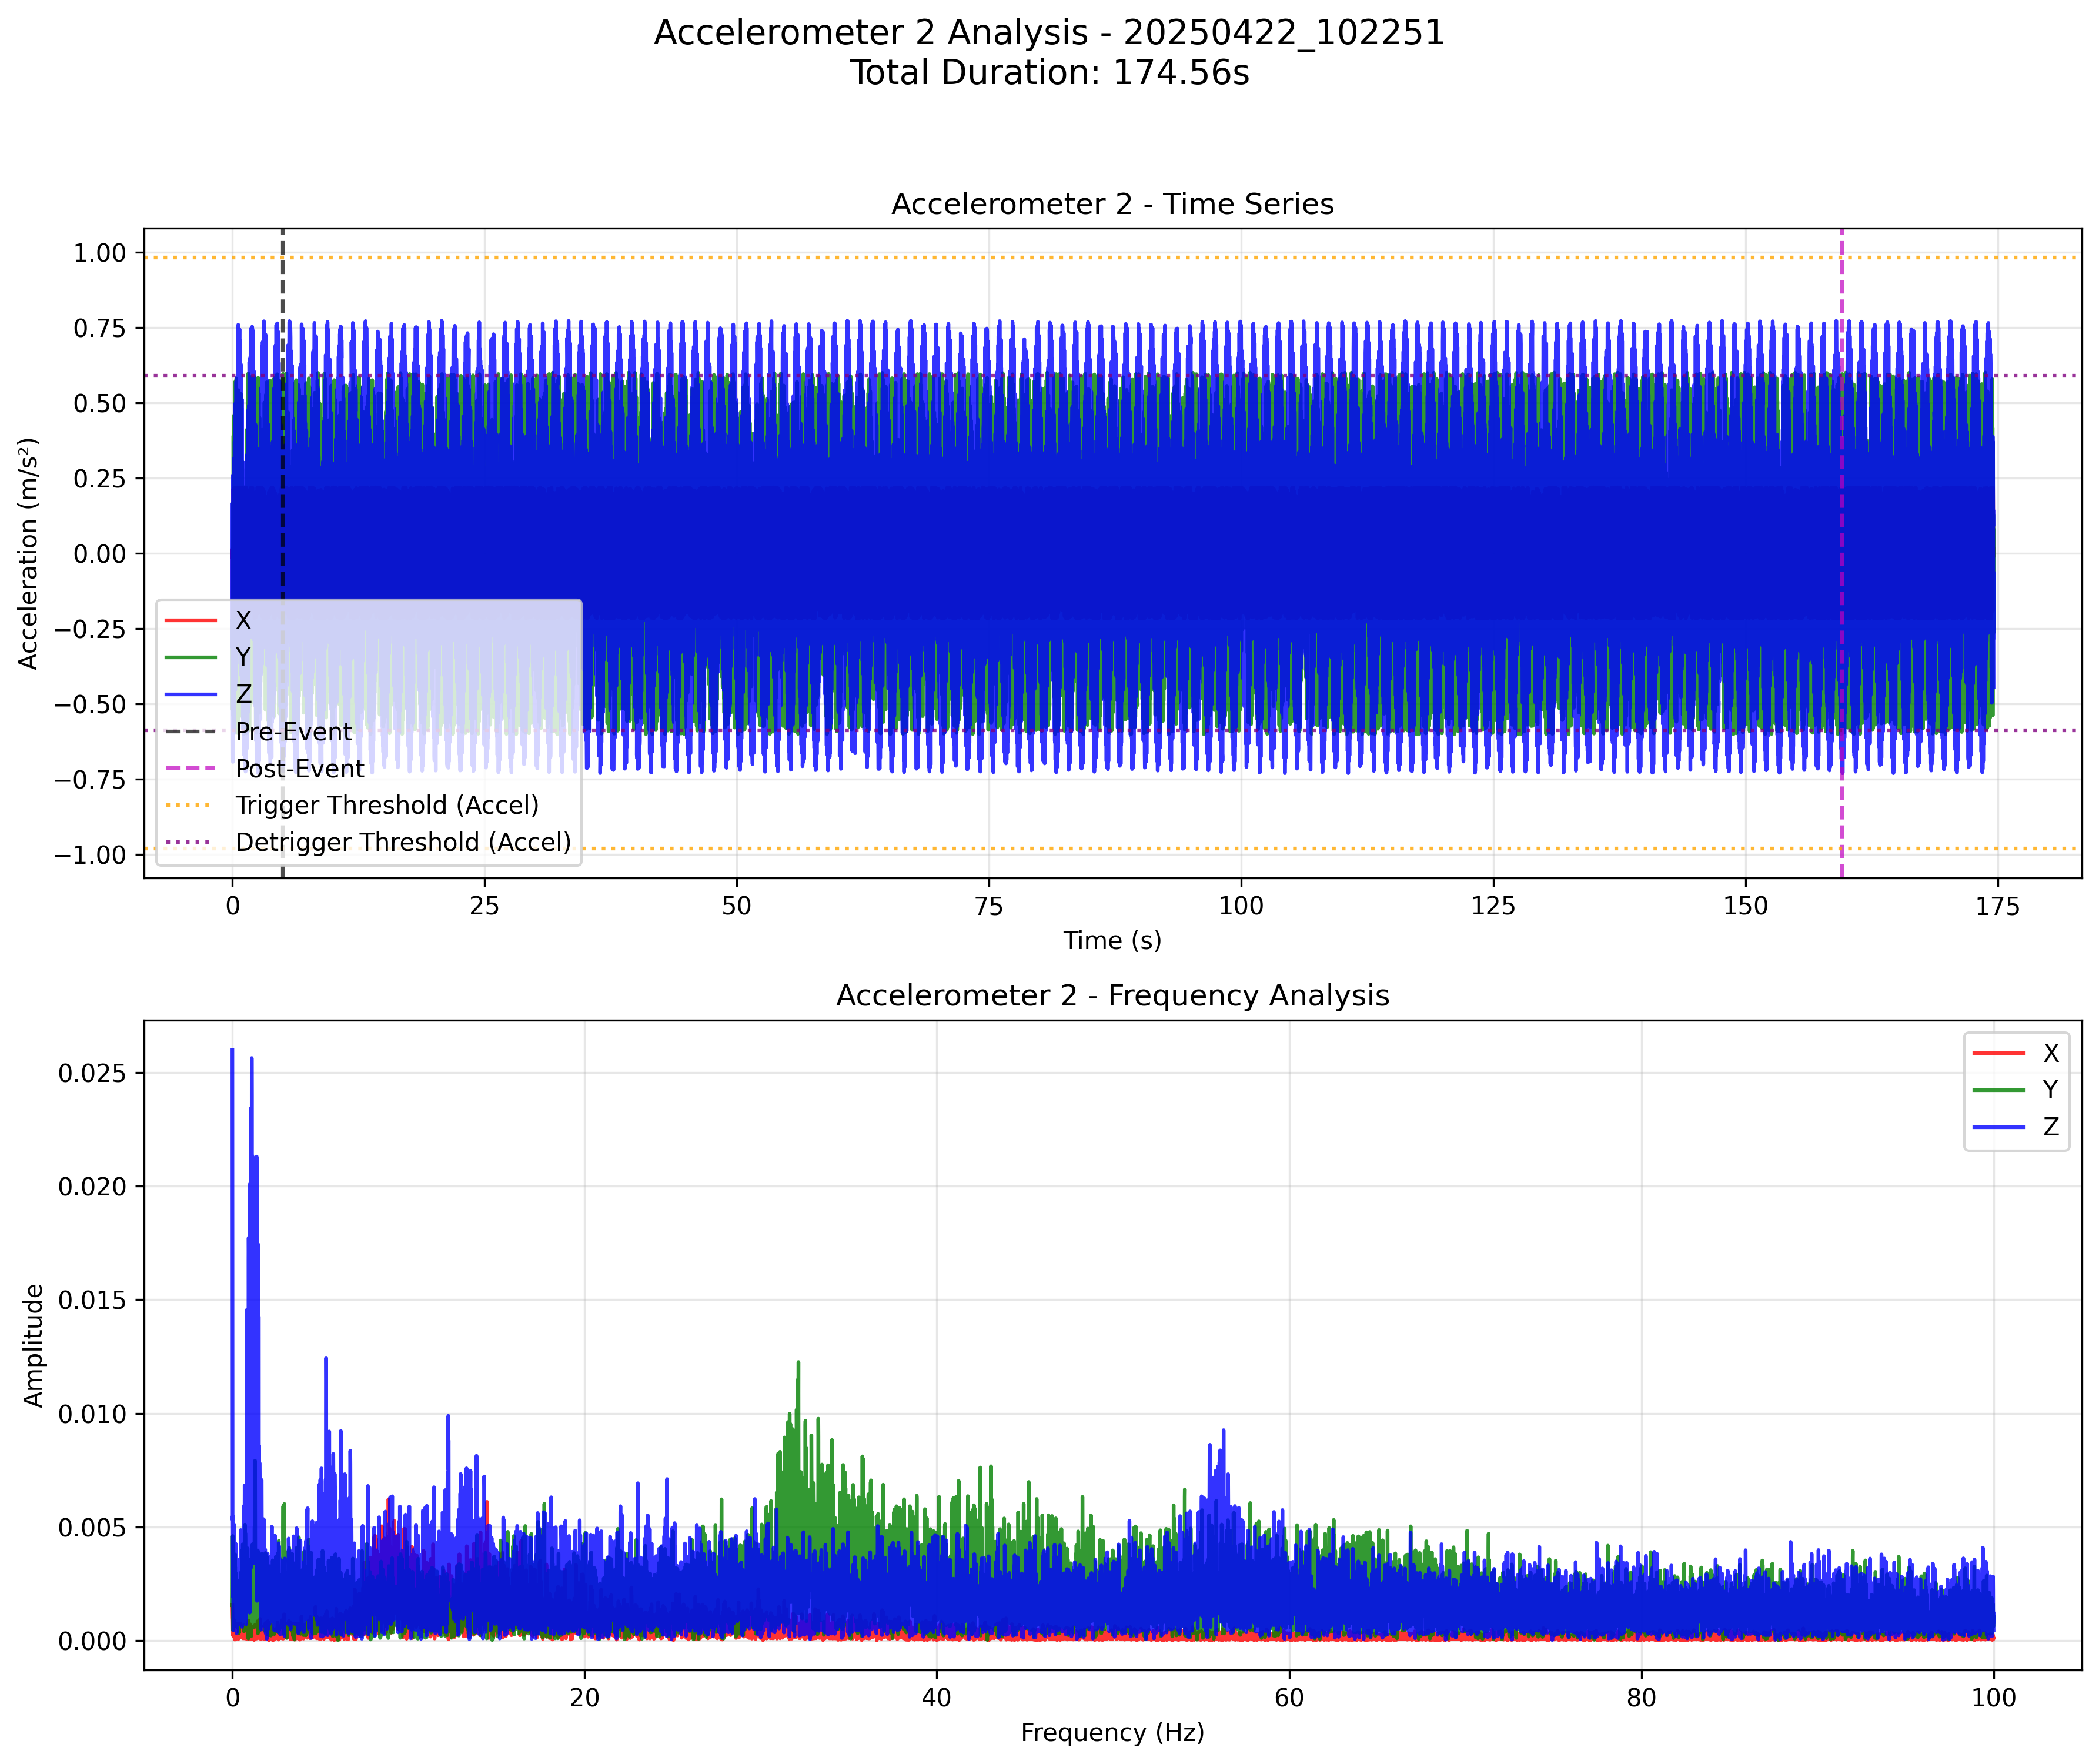 Accelerometer 2 Analysis - 20250422_102251
Total Duration: 174.56s
Accelerometer 2 - Time Series
1.00
0.75
0.50
0.25
0.00
−0.25
−0.50
−0.75
−1.00
Acceleration (m/s²)
X
Y
Z
Pre-Event
Post-Event
Trigger Threshold (Accel)
Detrigger Threshold (Accel)
0 25 50 75 100 125 150 175
Time (s)
Accelerometer 2 - Frequency Analysis
0.025
0.020
0.015
0.010
0.005
0.000
Amplitude
X
Y
Z
0 20 40 60 80 100
Frequency (Hz)